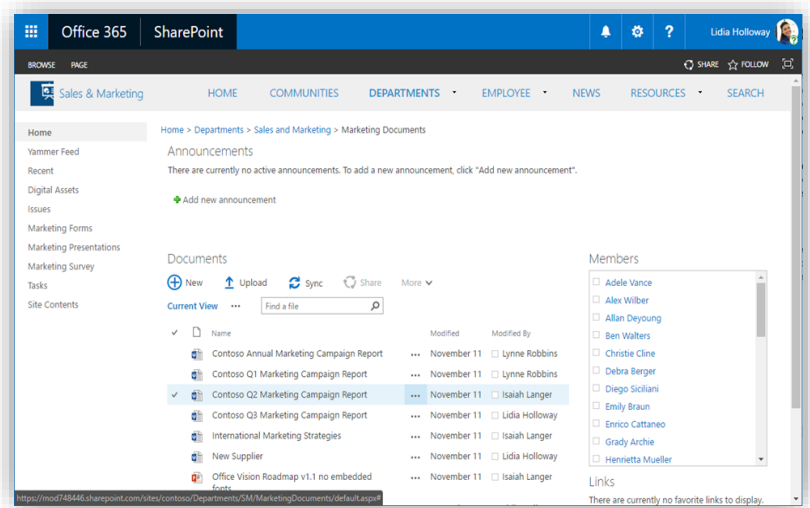 Office 365 SharePoint ? Lidia Holloway
BROWSE PAGE SHARE FOLLOW
Sales & Marketing HOME COMMUNITIES DEPARTMENTS EMPLOYEE NEWS RESOURCES SEARCH
Home
Yammer Feed
Recent
Digital Assets
Issues
Marketing Forms
Marketing Presentations
Marketing Survey
Tasks
Site Contents
Home > Departments > Sales and Marketing > Marketing Documents
Announcements
There are currently no active announcements. To add a new announcement, click "Add new announcement".
Add new announcement
Documents
New Upload Sync Share More
Current View ••• Find a file
Name Modified Modified By
Contoso Annual Marketing Campaign Report ••• November 11 Lynne Robbins
Contoso Q1 Marketing Campaign Report ••• November 11 Lynne Robbins
Contoso Q2 Marketing Campaign Report ••• November 11 Isaiah Langer
Contoso Q3 Marketing Campaign Report ••• November 11 Lidia Holloway
International Marketing Strategies ••• November 11 Isaiah Langer
New Supplier ••• November 11 Isaiah Langer
Office Vision Roadmap v1.1 no embedded ••• November 11 Isaiah Langer
fonts
Members
Adele Vance
Alex Wilber
Allan Deyoung
Ben Walters
Christie Cline
Debra Berger
Diego Siciliani
Emily Braun
Enrico Cattaneo
Grady Archie
Henrietta Mueller
Links
There are currently no favorite links to display.
https://mod748446.sharepoint.com/sites/contoso/Departments/SM/MarketingDocuments/default.aspx#